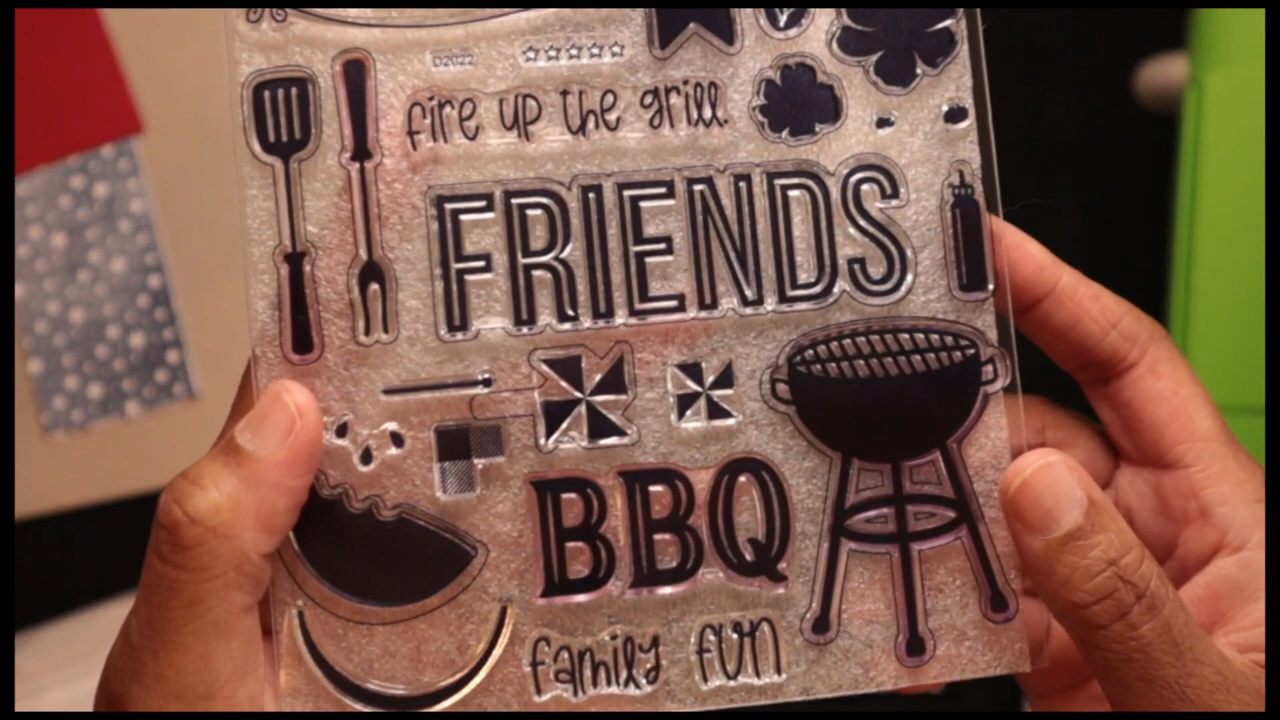 D2022
fire up the grill.
FRIENDS
BBQ
family fun